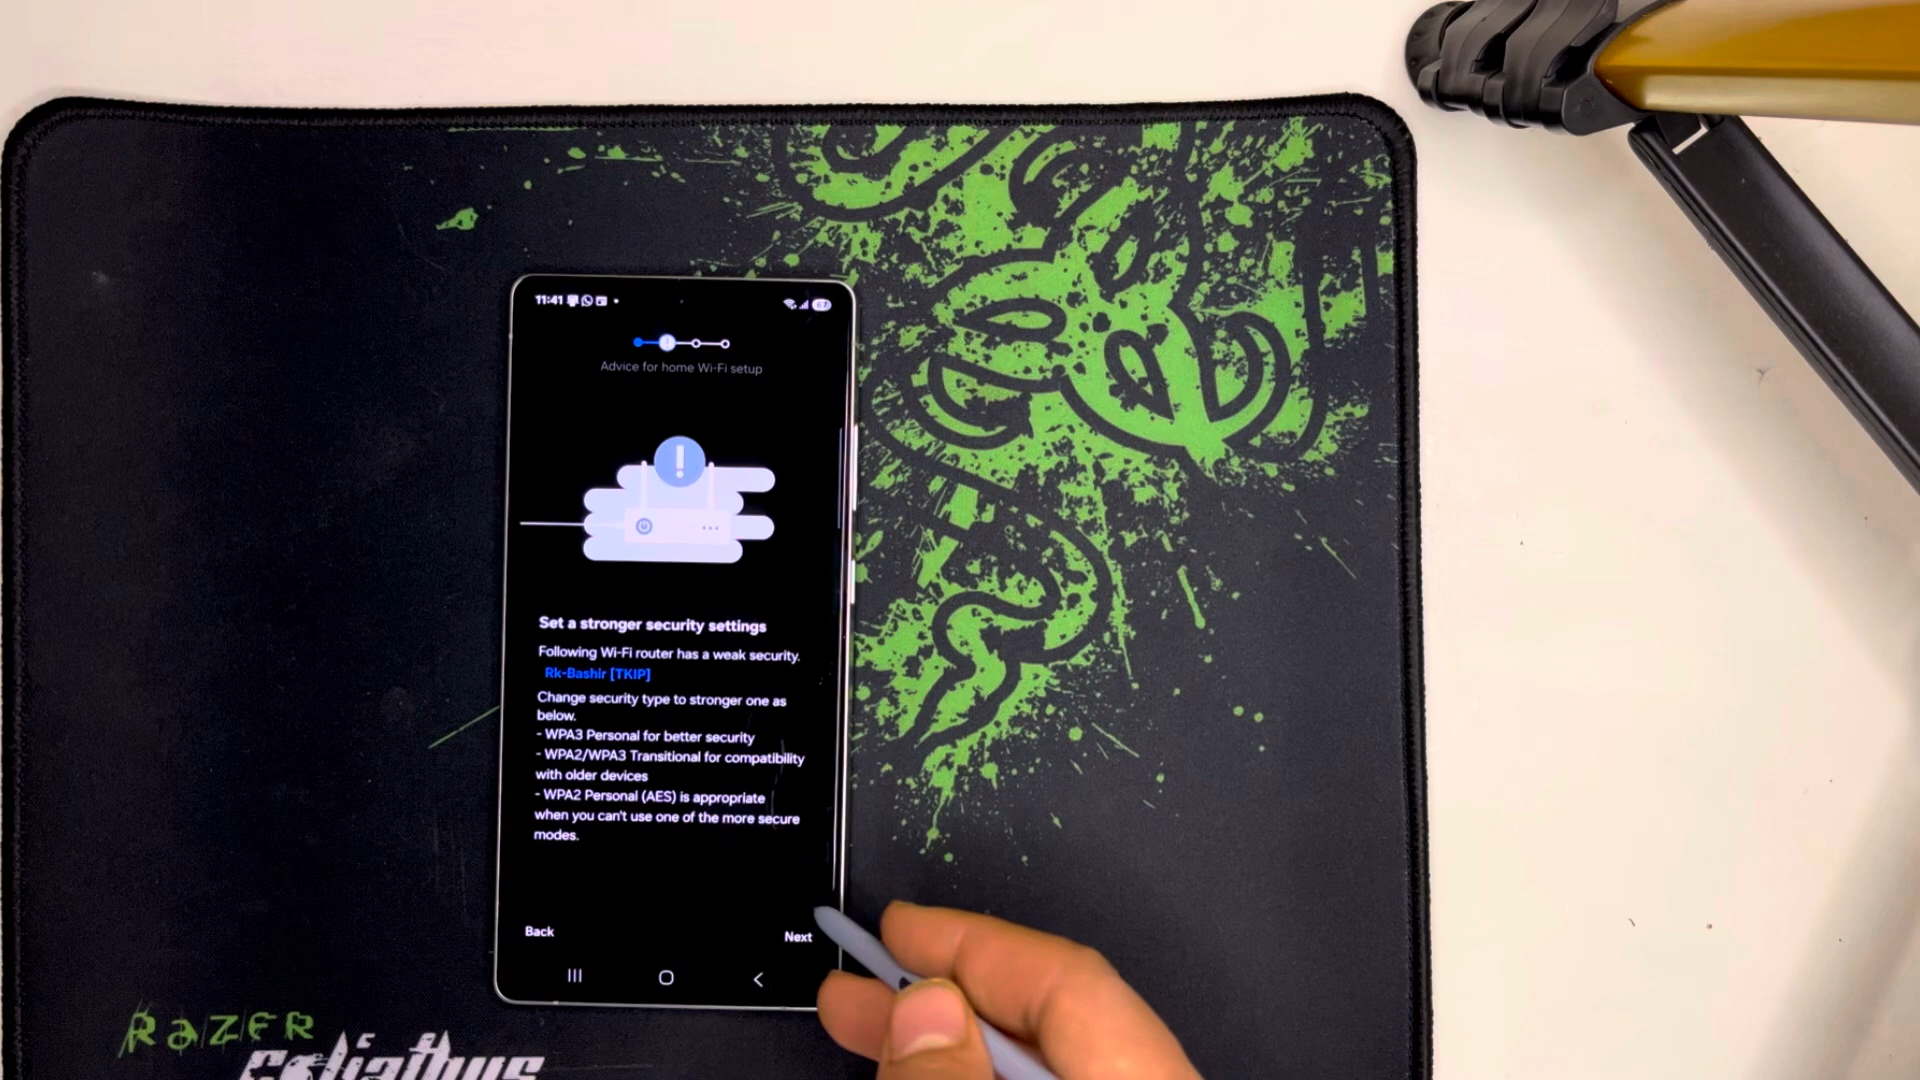 11:41
67
Advice for home Wi-Fi setup
Set a stronger security settings
Following Wi-Fi router has a weak security.
Rk-Bashir [TKIP]
Change security type to stronger one as
below.
- WPA3 Personal for better security
- WPA2/WPA3 Transitional for compatibility
with older devices
- WPA2 Personal (AES) is appropriate
when you can't use one of the more secure
modes.
Back
Next
RAZER
Goliathus